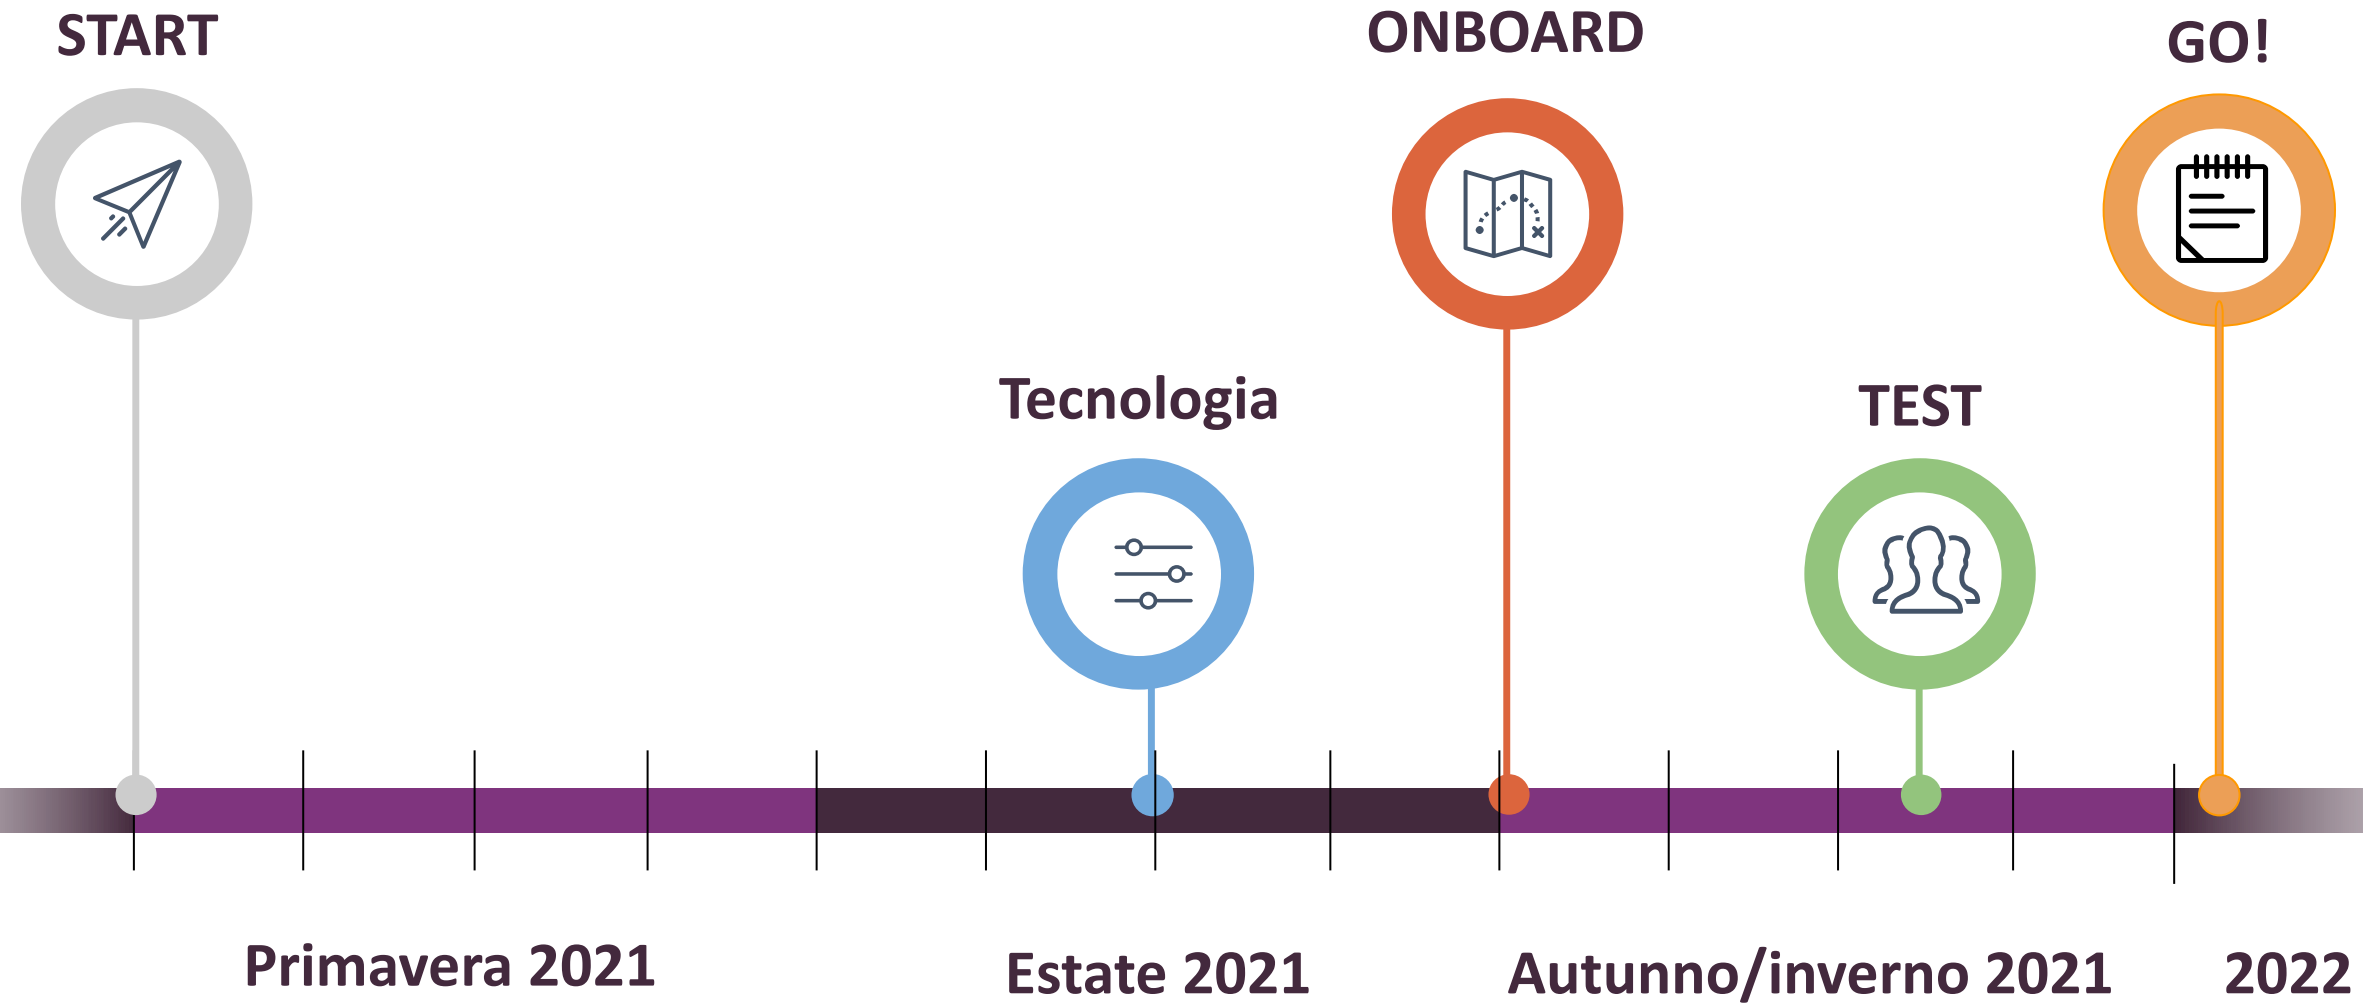 START
ONBOARD
GO!
Tecnologia
TEST
Primavera 2021
Estate 2021
Autunno/inverno 2021
2022